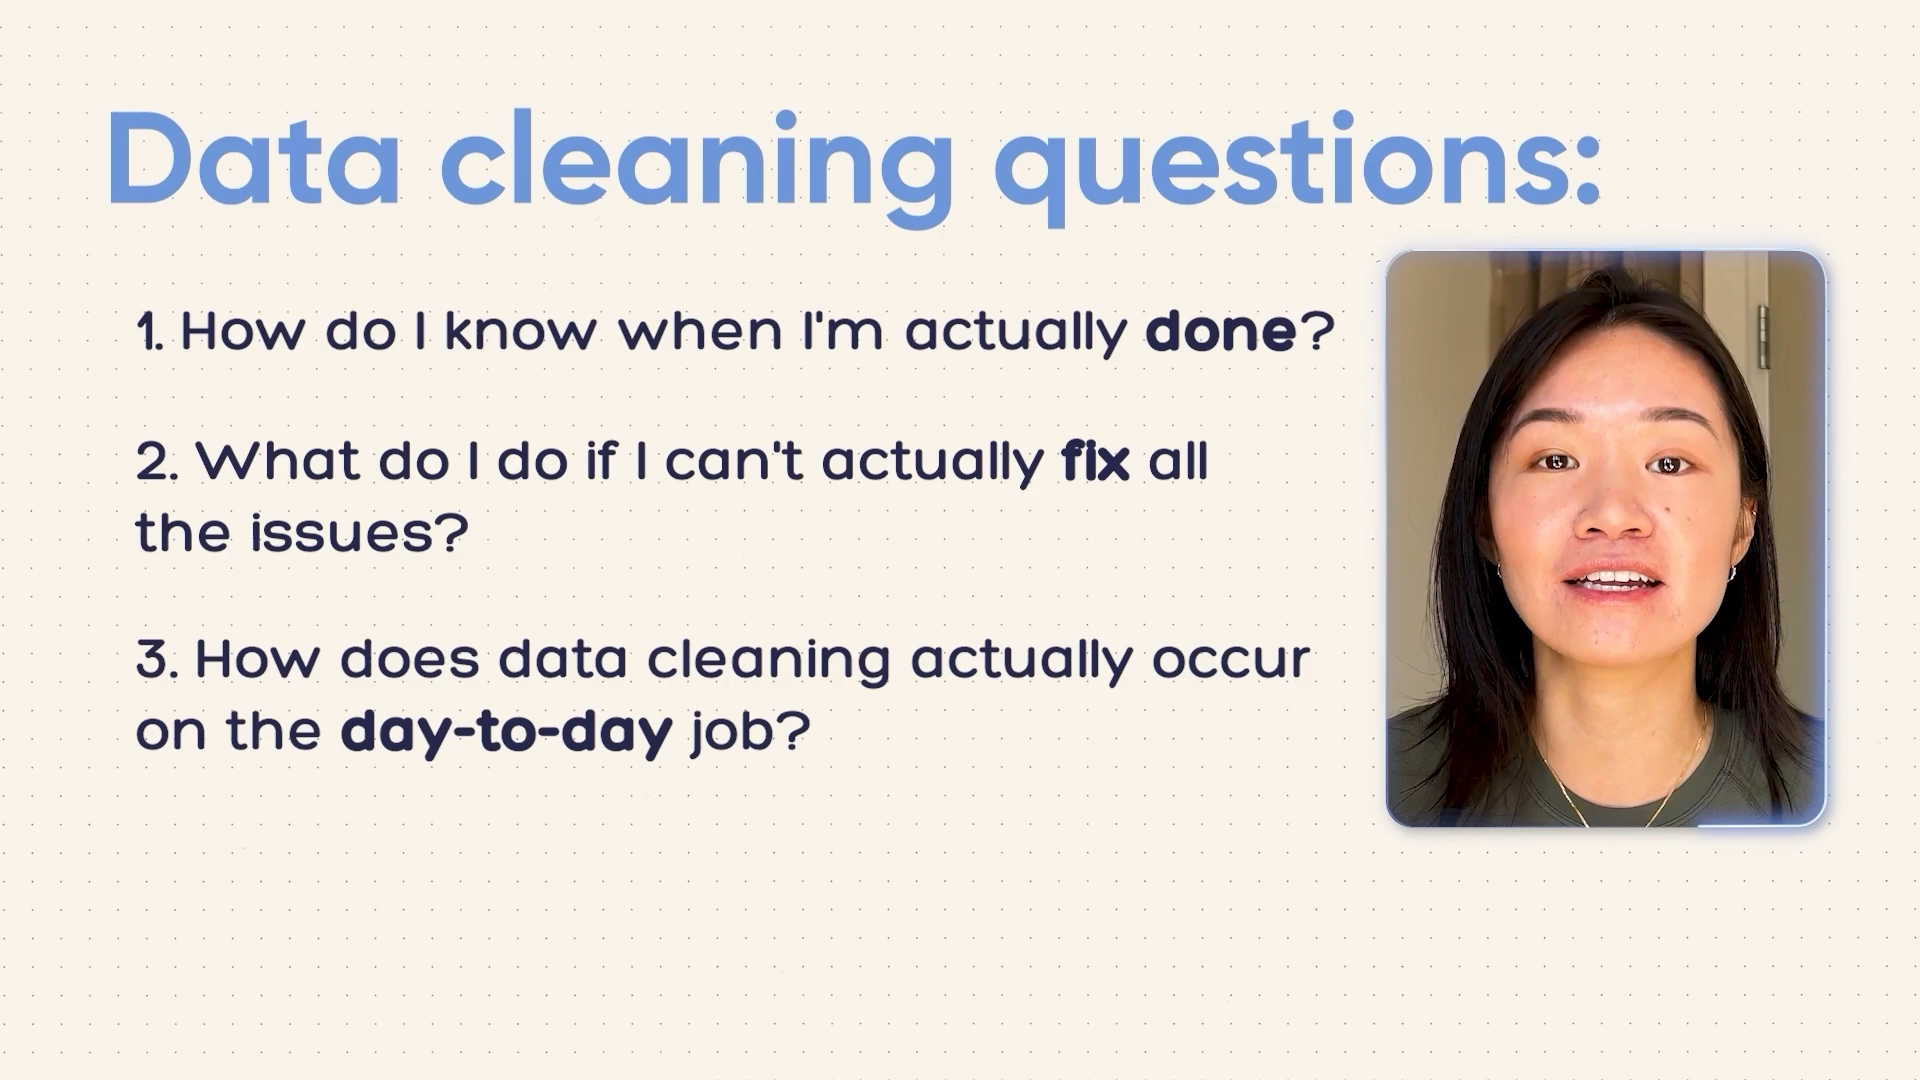 Data cleaning questions:
1. How do I know when I'm actually done?
2. What do I do if I can't actually fix all
the issues?
3. How does data cleaning actually occur
on the day-to-day job?